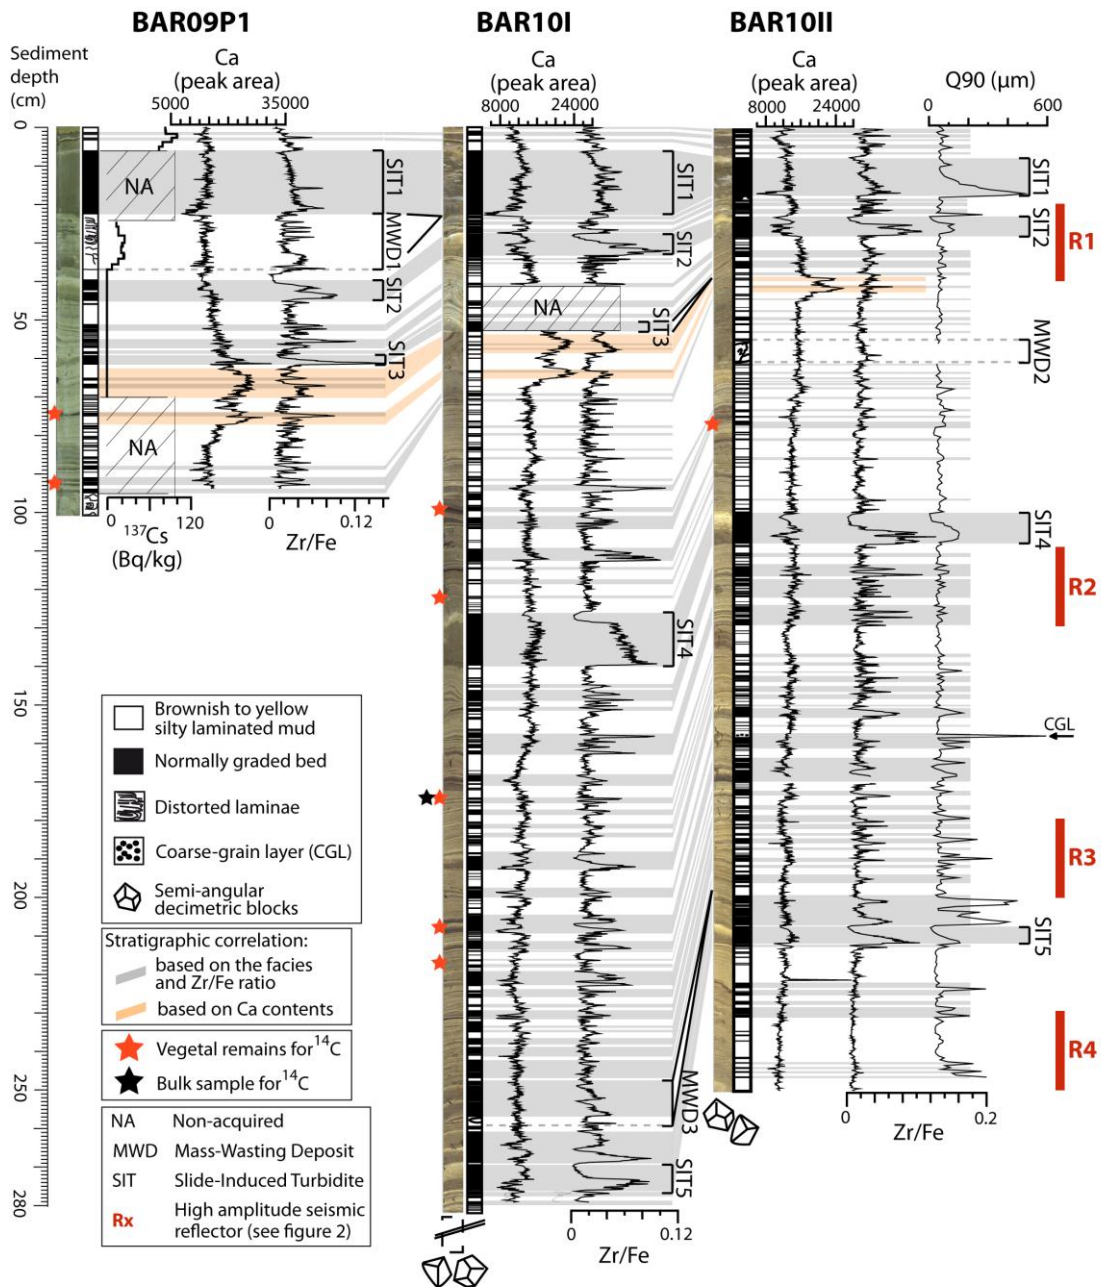 BAR09P1
BAR10I
BAR10II
Sediment
depth
(cm)
Ca
(peak area)
5000 35000
Ca
(peak area)
8000 24000
Ca
(peak area)
8000 24000
Q90 (µm)
0 600
0
50
100
150
200
250
280
NA
SIT1
MWD1
SIT2
SIT3
NA
0 120
137Cs
(Bq/kg)
0 0.12
Zr/Fe
SIT1
SIT2
NA
SIT3
SIT4
MWD3
SIT5
0 0.12
Zr/Fe
SIT1
SIT2
R1
MWD2
SIT4
R2
CGL
R3
SIT5
R4
0 0.2
Zr/Fe
Brownish to yellow
silty laminated mud
Normally graded bed
Distorted laminae
Coarse-grain layer (CGL)
Semi-angular
decimetric blocks
Stratigraphic correlation:
based on the facies
and Zr/Fe ratio
based on Ca contents
Vegetal remains for 14C
Bulk sample for 14C
NA Non-acquired
MWD Mass-Wasting Deposit
SIT Slide-Induced Turbidite
Rx High amplitude seismic
reflector (see figure 2)